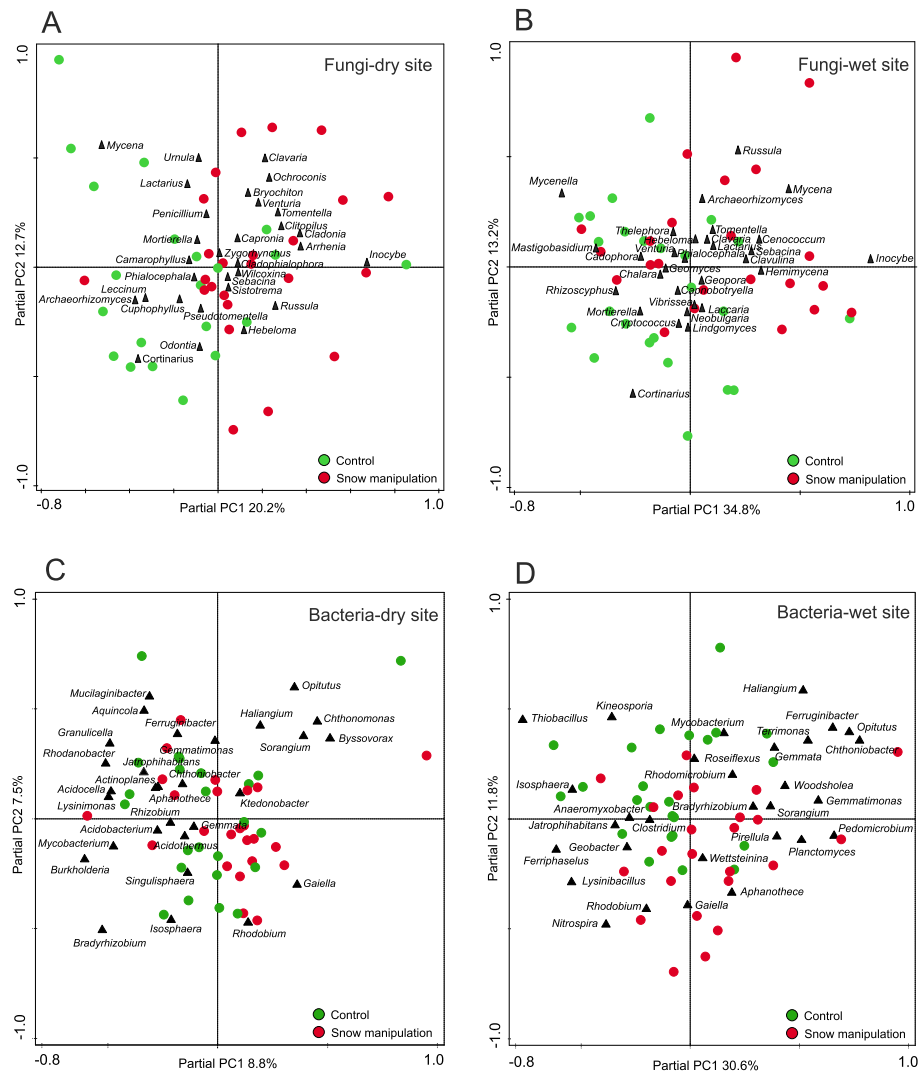 A
B
Fungi-dry site
Fungi-wet site
1.0
Partial PC2 12.7%
-1.0
-0.8
Partial PC1 20.2%
1.0
Mycena
Urnula
Clavaria
Lactarius
Ochroconis
Bryochiton
Venturia
Penicillium
Tomentella
Clitopilus
Cladonia
Mortierella
Capronia
Arrhenia
Camarophyllus
Zygorhynchus
Inocybe
Cladophialophora
Phialocephala
Wilcoxina
Leccinum
Sebacina
Sistotrema
Archaeorhizomyces
Cuphophyllus
Russula
Pseudotomentella
Hebeloma
Odontia
Cortinarius
Control
Snow manipulation
1.0
Partial PC2 13.2%
-1.0
-0.8
Partial PC1 34.8%
1.0
Russula
Mycenella
Mycena
Archaeorhizomyces
Thelephora
Tomentella
Hebeloma
Clavaria
Cenococcum
Mastigobasidium
Venturia
Lactarius
Phialocephala
Sebacina
Cadophora
Clavulina
Inocybe
Chalara
Geomyces
Hemimycena
Geopora
Rhizoscyphus
Capnobotryella
Vibrissea
Mortierella
Laccaria
Neobulgaria
Cryptococcus
Lindgomyces
Cortinarius
Control
Snow manipulation
C
D
Bacteria-dry site
Bacteria-wet site
1.0
Partial PC2 7.5%
-1.0
-0.8
Partial PC1 8.8%
1.0
Opitutus
Mucilaginibacter
Aquincola
Haliangium
Chthonomonas
Ferruginibacter
Granulicella
Sorangium
Byssovorax
Gemmatimonas
Rhodanobacter
Jatrophihabitans
Chthoniobacter
Actinoplanes
Acidocella
Aphanothece
Ktedonobacter
Lysinimonas
Rhizobium
Gemmata
Acidobacterium
Mycobacterium
Acidothermus
Burkholderia
Singulisphaera
Gaiella
Isosphaera
Rhodobium
Bradyrhizobium
Control
Snow manipulation
1.0
Partial PC2 11.8%
-1.0
-0.8
Partial PC1 30.6%
1.0
Haliangium
Kineosporia
Thiobacillus
Mycobacterium
Ferruginibacter
Terrimonas
Opitutus
Roseiflexus
Gemmata
Chthoniobacter
Rhodomicrobium
Isosphaera
Woodsholea
Gemmatimonas
Anaeromyxobacter
Bradyrhizobium
Sorangium
Jatrophihabitans
Clostridium
Pirellula
Pedomicrobium
Geobacter
Planctomyces
Ferriphaselus
Wettsteinina
Lysinibacillus
Aphanothece
Rhodobium
Gaiella
Nitrospira
Control
Snow manipulation